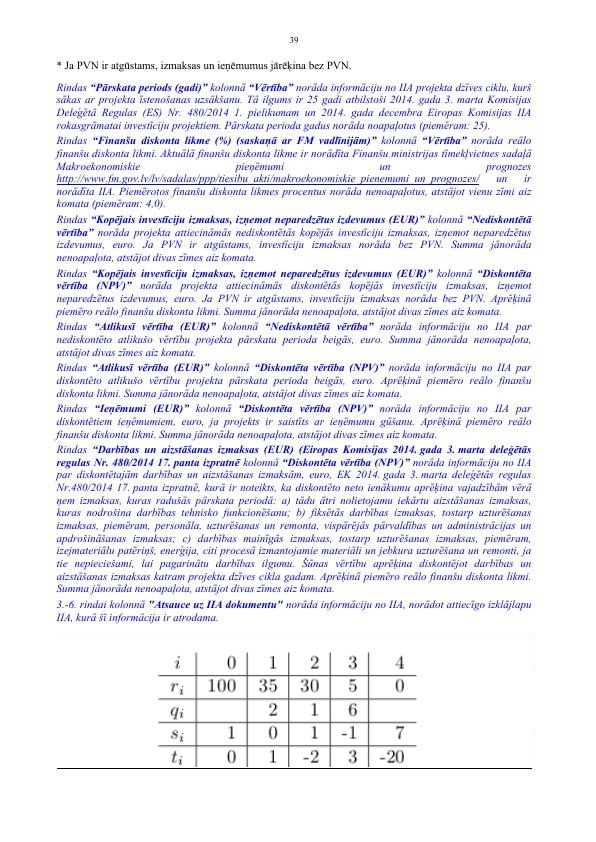 39
* Ja PVN ir atgūstams, izmaksas un ieņēmumus jārēķina bez PVN.
Rindas “Pārskata periods (gadi)” kolonnā “Vērtība” norāda informāciju no IIA projekta dzīves ciklu, kurš
sākas ar projekta īstenošanas uzsākšanu. Tā ilgums ir 25 gadi atbilstoši 2014. gada 3. marta Komisijas
Deleģētā Regulas (ES) Nr. 480/2014 1. pielikumam un 2014. gada decembra Eiropas Komisijas IIA
rokasgrāmatai investīciju projektiem. Pārskata perioda gadus norāda noapaļotus (piemēram: 25).
Rindas “Finanšu diskonta likme (%) (saskaņā ar FM vadlīnijām)” kolonnā “Vērtība” norāda reālo
finanšu diskonta likmi. Aktuālā finanšu diskonta likme ir norādīta Finanšu ministrijas tīmekļvietnes sadaļā
Makroekonomiskie pieņēmumi un prognozes
http://www.fm.gov.lv/lv/sadalas/ppp/tiesibu_akti/makroekonomiskie_pienemumi_un_prognozes/ un ir
norādīta IIA. Piemērotos finanšu diskonta likmes procentus norāda nenoapaļotus, atstājot vienu zīmi aiz
komata (piemēram: 4,0).
Rindas “Kopējais investīciju izmaksas, izņemot neparedzētus izdevumus (EUR)” kolonnā “Nediskontētā
vērtība” norāda projekta attiecināmās nediskontētās kopējās investīciju izmaksas, izņemot neparedzētus
izdevumus, euro. Ja PVN ir atgūstams, investīciju izmaksas norāda bez PVN. Summa jānorāda
nenoapaļota, atstājot divas zīmes aiz komata.
Rindas “Kopējais investīciju izmaksas, izņemot neparedzētus izdevumus (EUR)” kolonnā “Diskontēta
vērtība (NPV)” norāda projekta attiecināmās diskontētās kopējās investīciju izmaksas, izņemot
neparedzētus izdevumus, euro. Ja PVN ir atgūstams, investīciju izmaksas norāda bez PVN. Aprēķinā
piemēro reālo finanšu diskonta likmi. Summa jānorāda nenoapaļota, atstājot divas zīmes aiz komata.
Rindas “Atlikusī vērtība (EUR)” kolonnā “Nediskontētā vērtība” norāda informāciju no IIA par
nediskontēto atlikušo vērtību projekta pārskata perioda beigās, euro. Summa jānorāda nenoapaļota,
atstājot divas zīmes aiz komata.
Rindas “Atlikusī vērtība (EUR)” kolonnā “Diskontēta vērtība (NPV)” norāda informāciju no IIA par
diskontēto atlikušo vērtību projekta pārskata perioda beigās, euro. Aprēķinā piemēro reālo finanšu
diskonta likmi. Summa jānorāda nenoapaļota, atstājot divas zīmes aiz komata.
Rindas “Ieņēmumi (EUR)” kolonnā “Diskontēta vērtība (NPV)” norāda informāciju no IIA par
diskontētiem ieņēmumiem, euro, ja projekts ir saistīts ar ieņēmumu gūšanu. Aprēķinā piemēro reālo
finanšu diskonta likmi. Summa jānorāda nenoapaļota, atstājot divas zīmes aiz komata.
Rindas “Darbības un aizstāšanas izmaksas (EUR) (Eiropas Komisijas 2014. gada 3. marta deleģētās
regulas Nr. 480/2014 17. panta izpratnē kolonnā “Diskontēta vērtība (NPV)” norāda informāciju no IIA
par diskontētajām darbības un aizstāšanas izmaksām, euro, EK 2014. gada 3. marta deleģētās regulas
Nr.480/2014 17. panta izpratnē, kurā ir noteikts, ka diskontēto neto ienākumu aprēķina vajadzībām vērā
ņem izmaksas, kuras radušās pārskata periodā: a) tādu ātri nolietojamu iekārtu aizstāšanas izmaksas,
kuras nodrošina darbības tehnisko funkcionēšanu; b) fiksētās darbības izmaksas, tostarp uzturēšanas
izmaksas, piemēram, personāla, uzturēšanas un remonta, vispārējās pārvaldības un administrācijas un
apdrošināšanas izmaksas; c) darbības mainīgās izmaksas, tostarp uzturēšanas izmaksas, piemēram,
izejmateriālu patēriņš, enerģija, citi procesā izmantojamie materiāli un jebkura uzturēšana un remonti, ja
tie nepieciešami, lai pagarinātu darbības ilgumu. Šūnas vērtību aprēķina diskontējot darbības un
aizstāšanas izmaksas katram projekta dzīves cikla gadam. Aprēķinā piemēro reālo finanšu diskonta likmi.
Summa jānorāda nenoapaļota, atstājot divas zīmes aiz komata.
3.-6. rindai kolonnā "Atsauce uz IIA dokumentu" norāda informāciju no IIA, norādot attiecīgo izklājlapu
IIA, kurā šī informācija ir atrodama.
i 0 1 2 3 4
r_i 100 35 30 5 0
q_i 2 1 6
s_i 1 0 1 -1 7
t_i 0 1 -2 3 -20